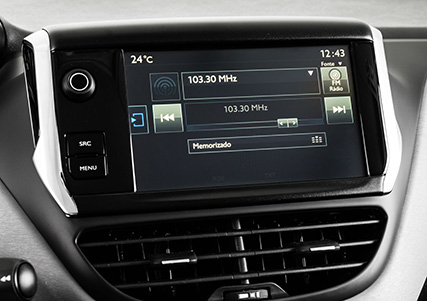 24°C
12:43
Fonte
103.30 MHz
FM
Rádio
103.30 MHz
SRC
Memorizado
MENU